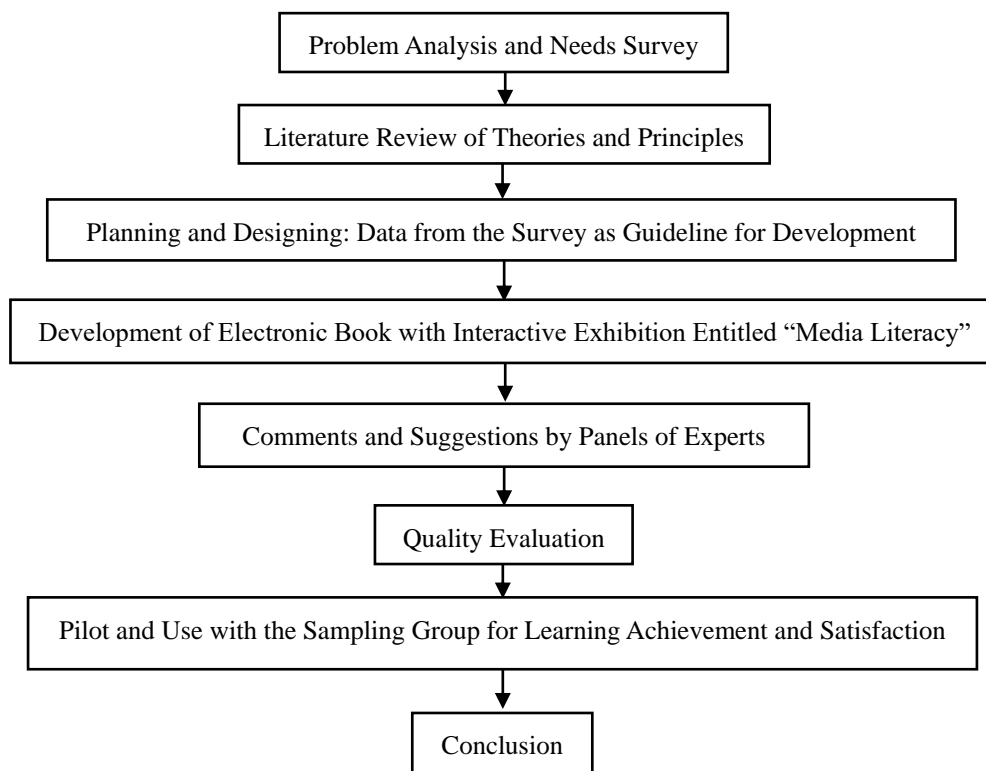 Problem Analysis and Needs Survey
Literature Review of Theories and Principles
Planning and Designing: Data from the Survey as Guideline for Development
Development of Electronic Book with Interactive Exhibition Entitled “Media Literacy”
Comments and Suggestions by Panels of Experts
Quality Evaluation
Pilot and Use with the Sampling Group for Learning Achievement and Satisfaction
Conclusion